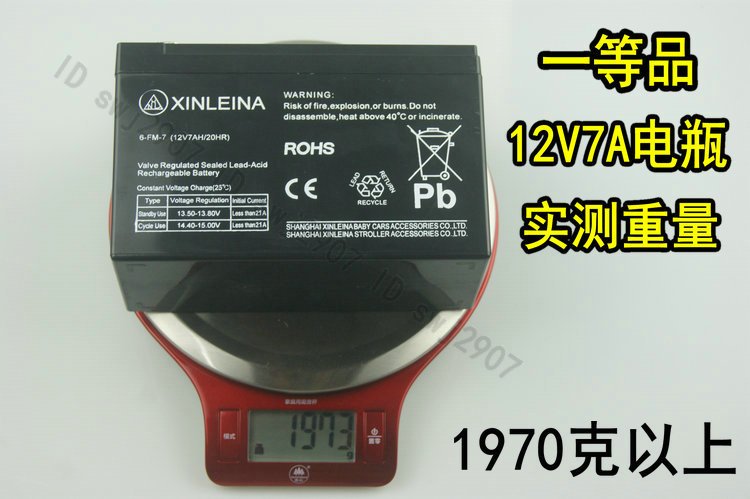 一等品
12V7A电瓶
实测重量
XINLEINA
6-FM-7 (12V7AH/20HR)
Valve Regulated Sealed Lead-Acid
Rechargeable Battery
Constant Voltage Charge(25℃)
Type Voltage Regulation Initial Current
Standby Use 13.50-13.80V Less than2.1A
Cycle Use 14.40-15.00V Less than2.1A
WARNING:
Risk of fire,explosion,or burns.Do not
disassemble,heat above 40°C or incinerate.
ROHS
CE
LEAD
RETURN
RECYCLE
Pb
SHANGHAI XINLEINA BABY CARS ACCESSORIES CO.,LTD.
SHANGHAI XINLEINA STROLLER ACCESSORIES CO.,LTD.
模式
1973
g
置零
1970克以上